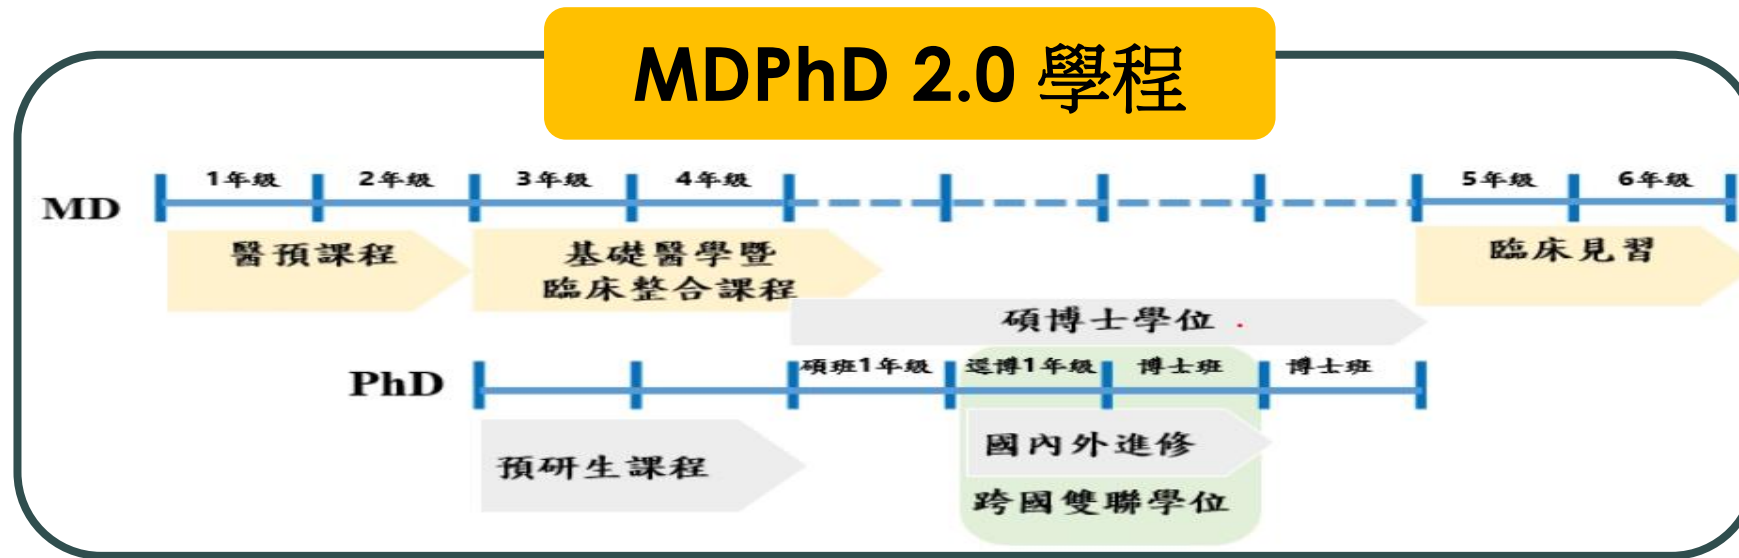 MDPhD 2.0 學程
1年級 2年級 3年級 4年級 5年級 6年級
MD
醫預課程
基礎醫學暨
臨床整合課程
臨床見習
碩博士學位
碩班1年級 逕博1年級 博士班 博士班
PhD
預研生課程
國內外進修
跨國雙聯學位